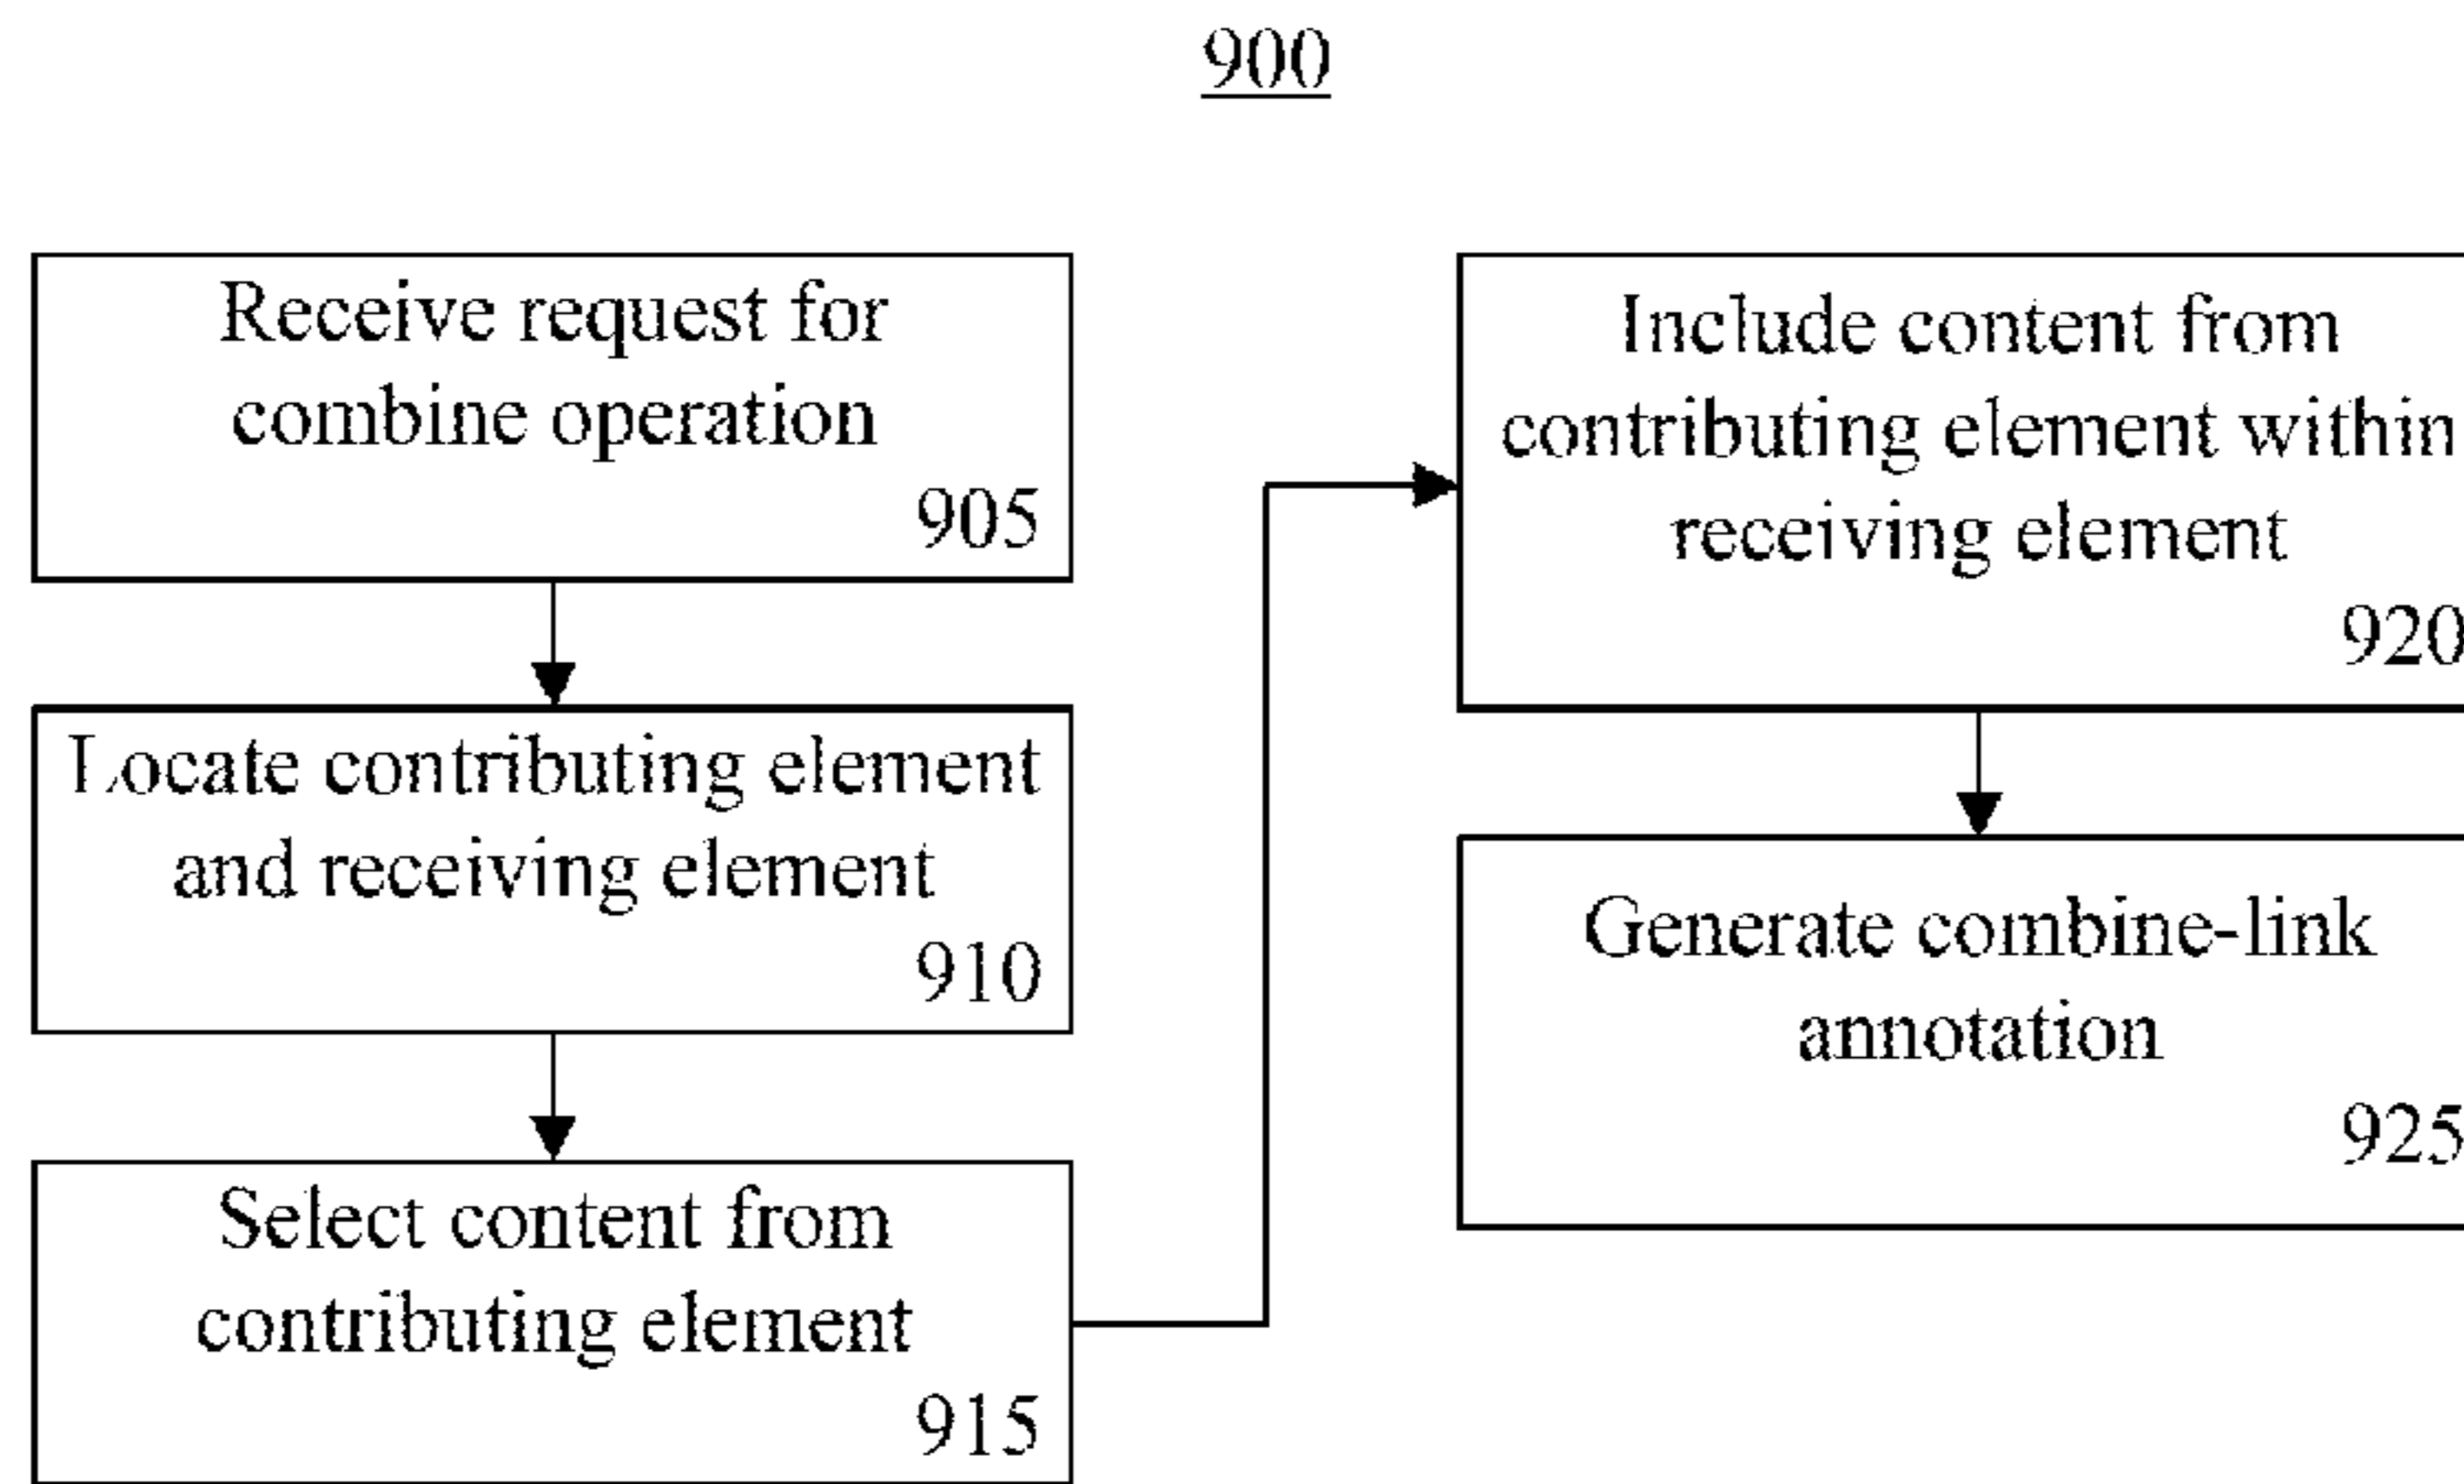 900
Receive request for
combine operation
905
Locate contributing element
and receiving element
910
Select content from
contributing element
915
Include content from
contributing element within
receiving element
920
Generate combine-link
annotation
925